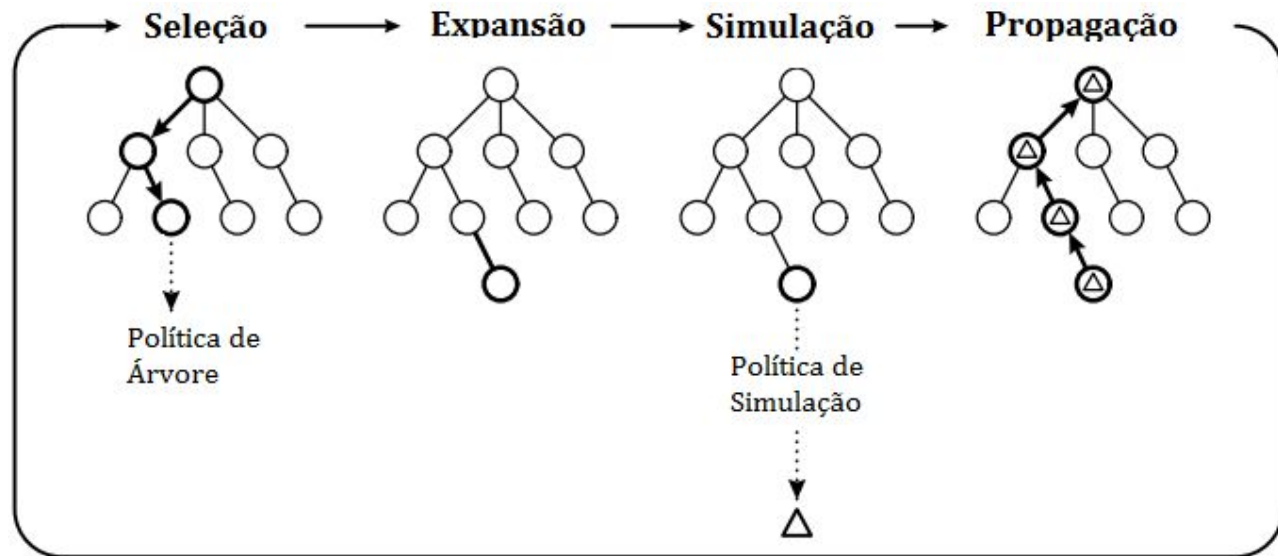 Seleção
Expansão
Simulação
Propagação
Política de
Árvore
Política de
Simulação